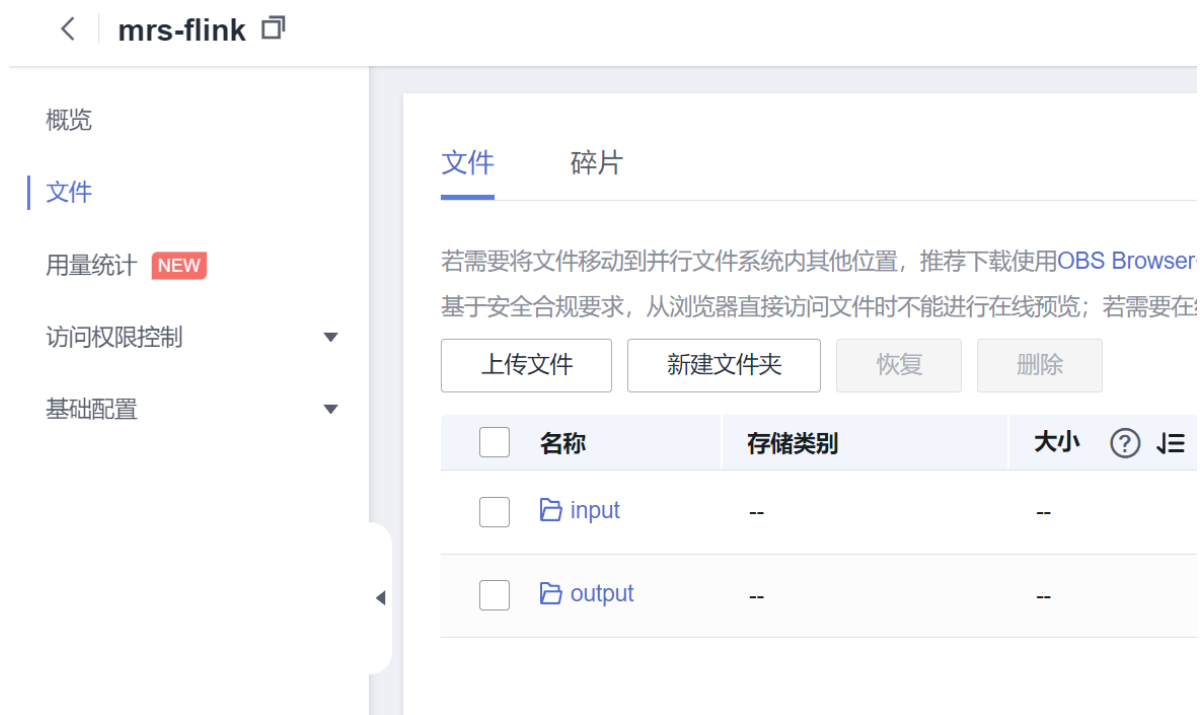 mrs-flink
概览
文件
用量统计 NEW
访问权限控制
基础配置
文件 碎片
若需要将文件移动到并行文件系统内其他位置，推荐下载使用OBS Browser
基于安全合规要求，从浏览器直接访问文件时不能进行在线预览；若需要在
上传文件 新建文件夹 恢复 删除
名称 存储类别 大小
input -- --
output -- --